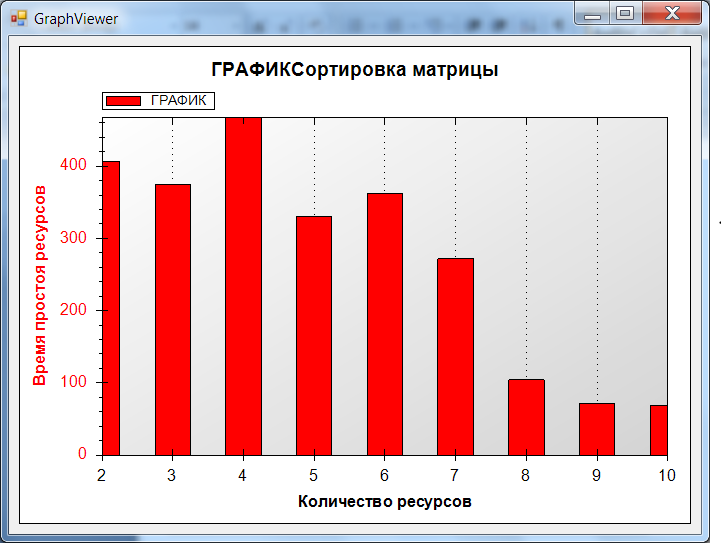 GraphViewer
ГРАФИКСортировка матрицы
ГРАФИК
Время простоя ресурсов
400
300
200
100
0
2 3 4 5 6 7 8 9 10
Количество ресурсов